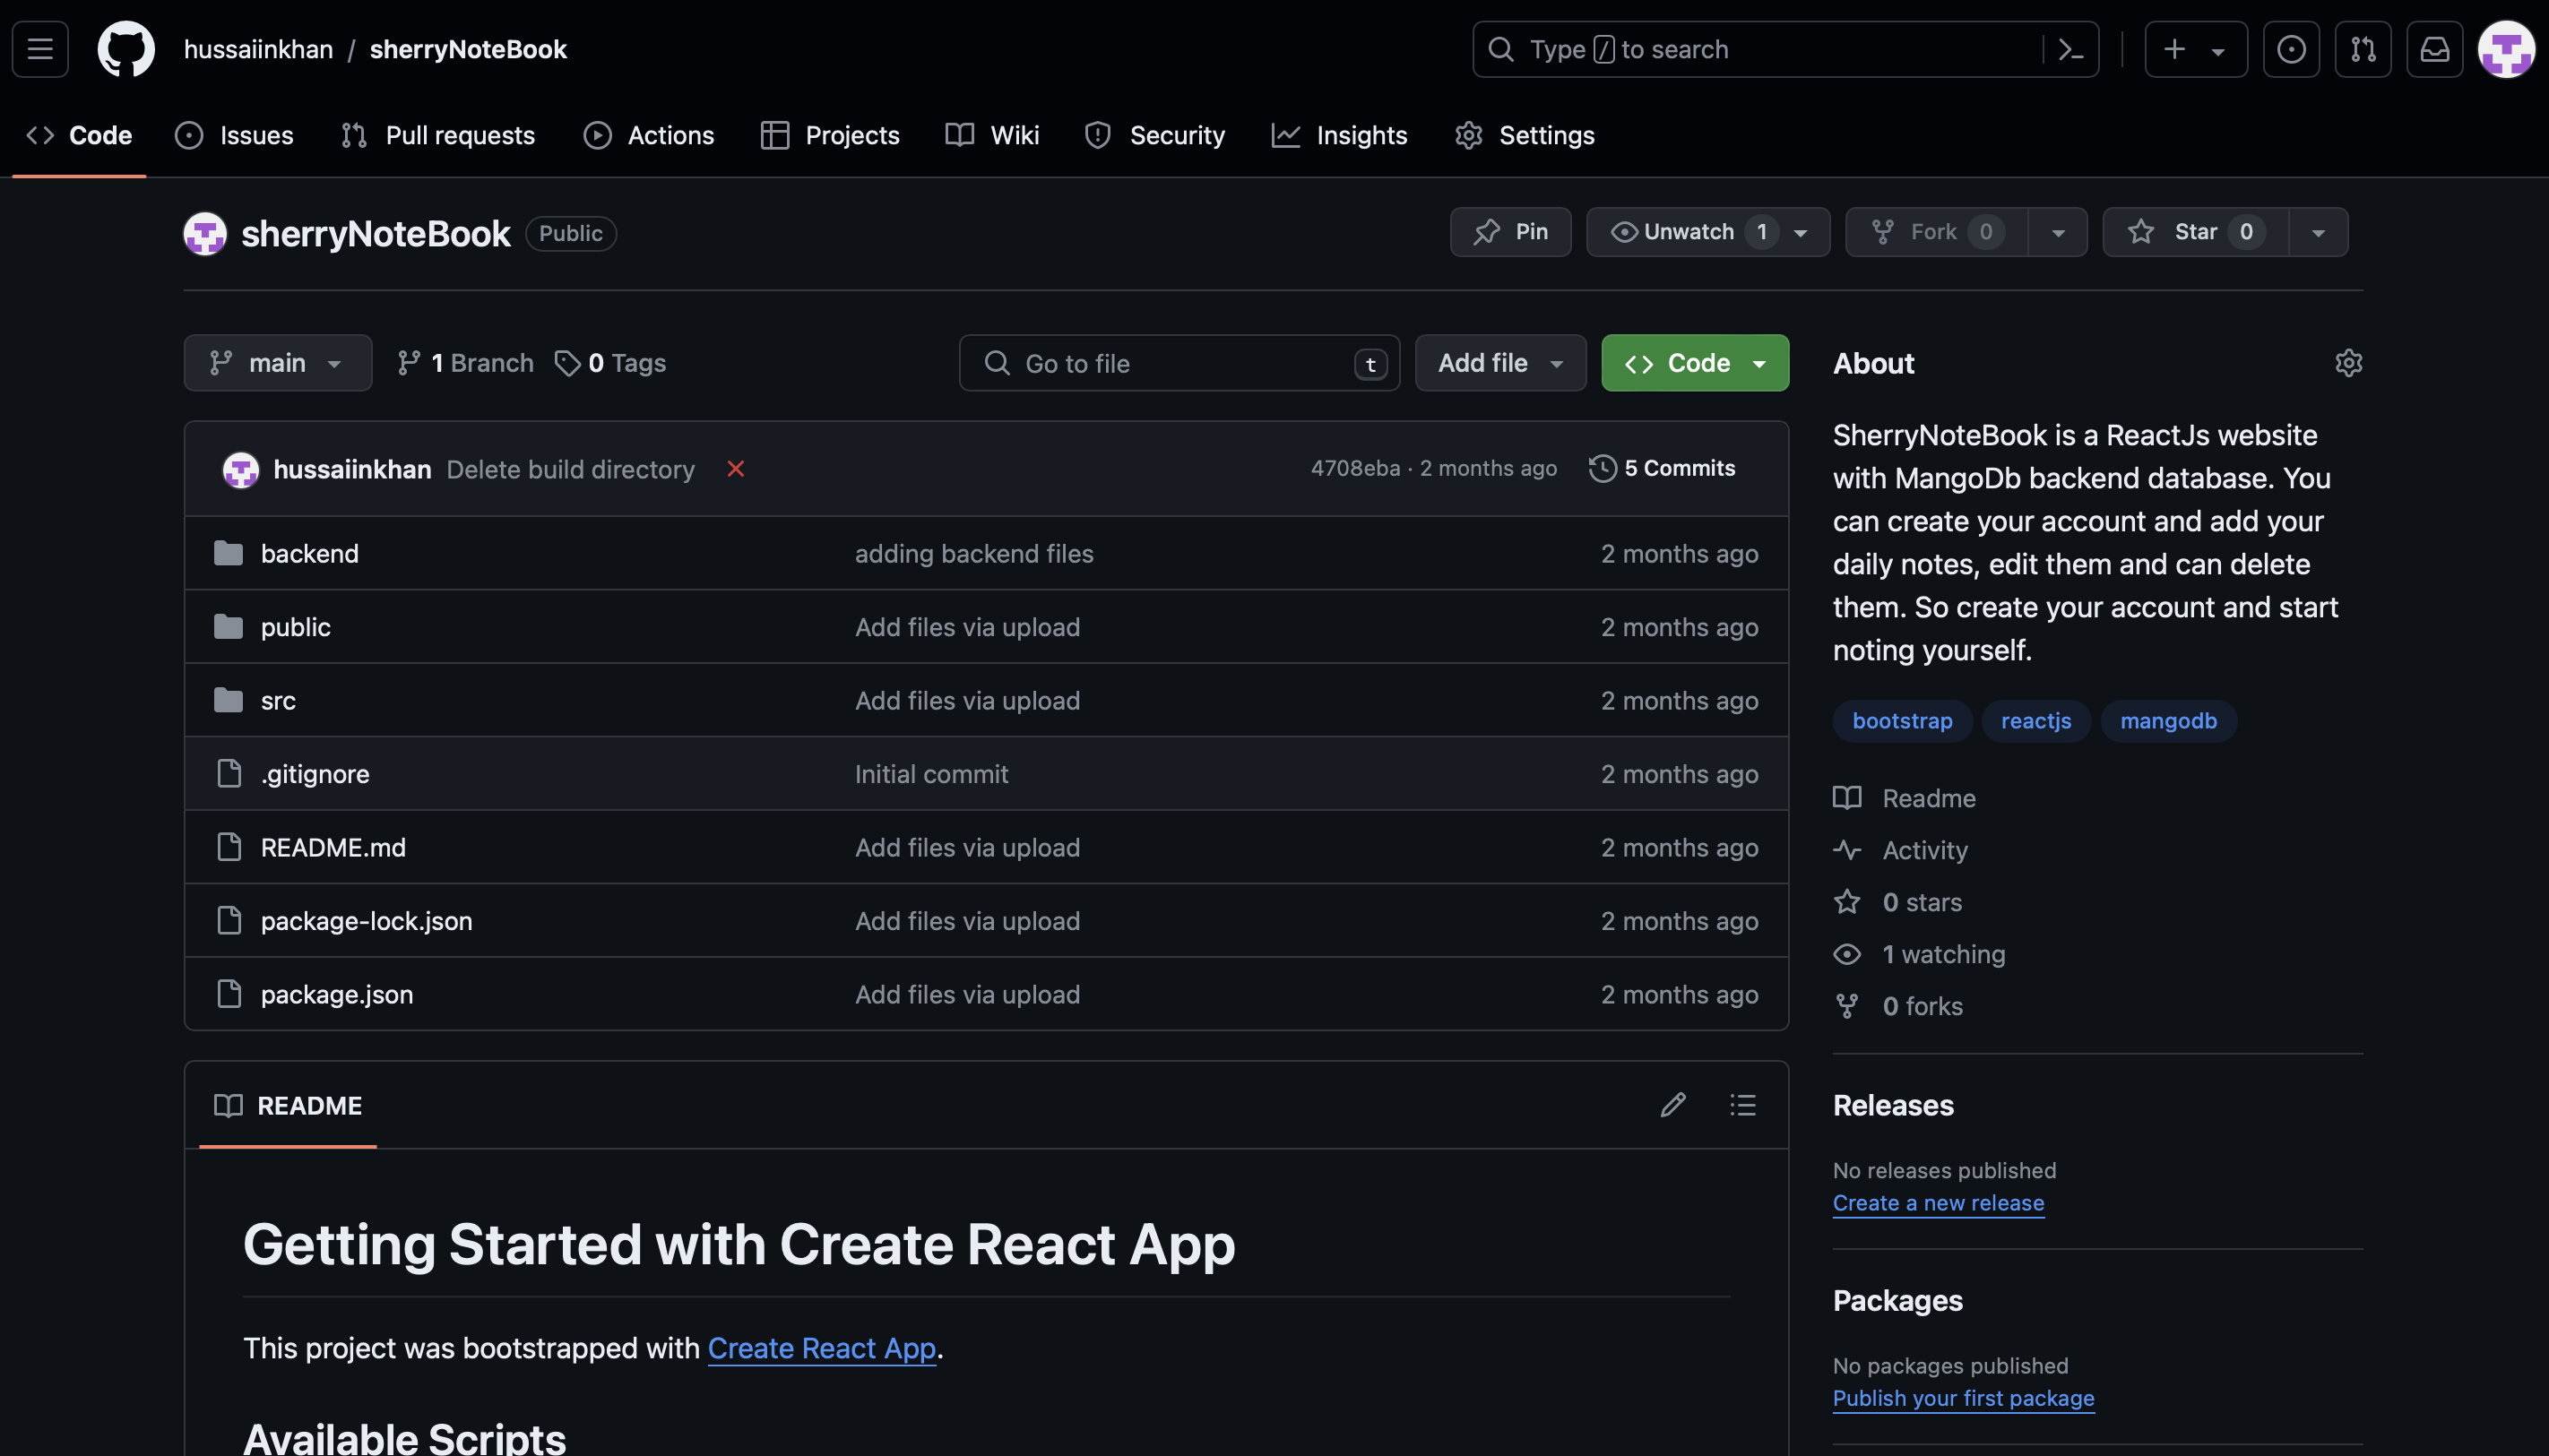 hussaiinkhan / sherryNoteBook
Type / to search
Code
Issues
Pull requests
Actions
Projects
Wiki
Security
Insights
Settings
sherryNoteBook Public
Pin
Unwatch 1
Fork 0
Star 0
main
1 Branch
0 Tags
Go to file t
Add file
Code
hussaiinkhan Delete build directory
4708eba · 2 months ago
5 Commits
backend adding backend files 2 months ago
public Add files via upload 2 months ago
src Add files via upload 2 months ago
.gitignore Initial commit 2 months ago
README.md Add files via upload 2 months ago
package-lock.json Add files via upload 2 months ago
package.json Add files via upload 2 months ago
README
Getting Started with Create React App
This project was bootstrapped with Create React App.
Available Scripts
About
SherryNoteBook is a ReactJs website
with MangoDb backend database. You
can create your account and add your
daily notes, edit them and can delete
them. So create your account and start
noting yourself.
bootstrap reactjs mangodb
Readme
Activity
0 stars
1 watching
0 forks
Releases
No releases published
Create a new release
Packages
No packages published
Publish your first package